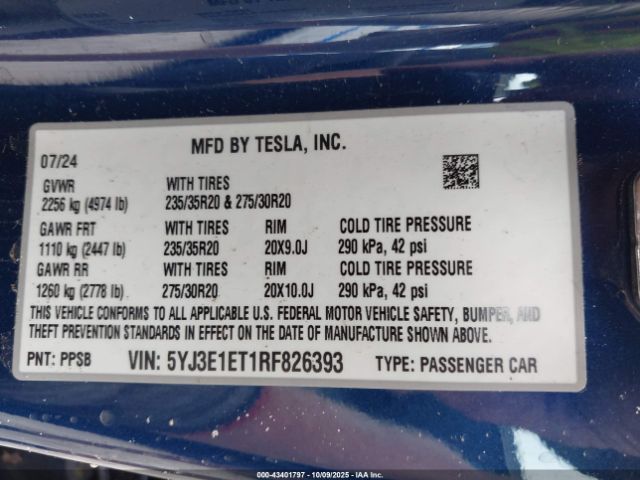 MFD BY TESLA, INC.
07/24
GVWR WITH TIRES
2256 kg (4974 lb) 235/35R20 & 275/30R20
GAWR FRT WITH TIRES RIM COLD TIRE PRESSURE
1110 kg (2447 lb) 235/35R20 20X9.0J 290 kPa, 42 psi
GAWR RR WITH TIRES RIM COLD TIRE PRESSURE
1260 kg (2778 lb) 275/30R20 20X10.0J 290 kPa, 42 psi
THIS VEHICLE CONFORMS TO ALL APPLICABLE U.S. FEDERAL MOTOR VEHICLE SAFETY, BUMPER, AND
THEFT PREVENTION STANDARDS IN EFFECT ON THE DATE OF MANUFACTURE SHOWN ABOVE.
PNT: PPSB VIN: 5YJ3E1ET1RF826393 TYPE: PASSENGER CAR
000-43401797 - 10/09/2025 - IAAI.COM